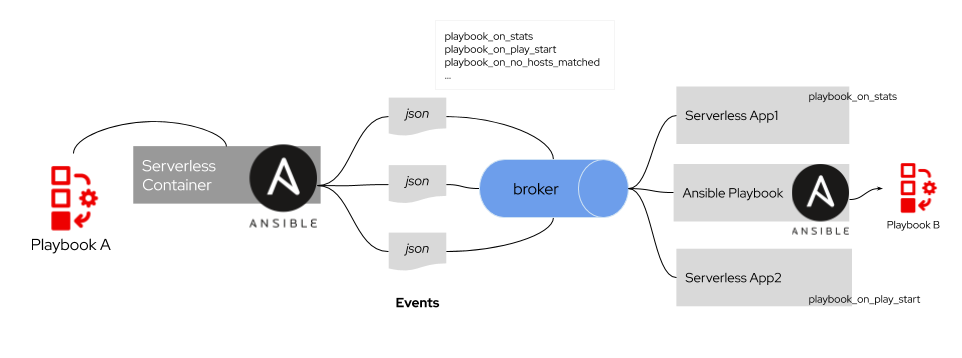 playbook_on_stats
playbook_on_play_start
playbook_on_no_hosts_matched
...
Playbook A
Serverless
Container
ANSIBLE
json
json
json
Events
broker
Serverless App1
playbook_on_stats
Ansible Playbook
ANSIBLE
Playbook B
Serverless App2
playbook_on_play_start